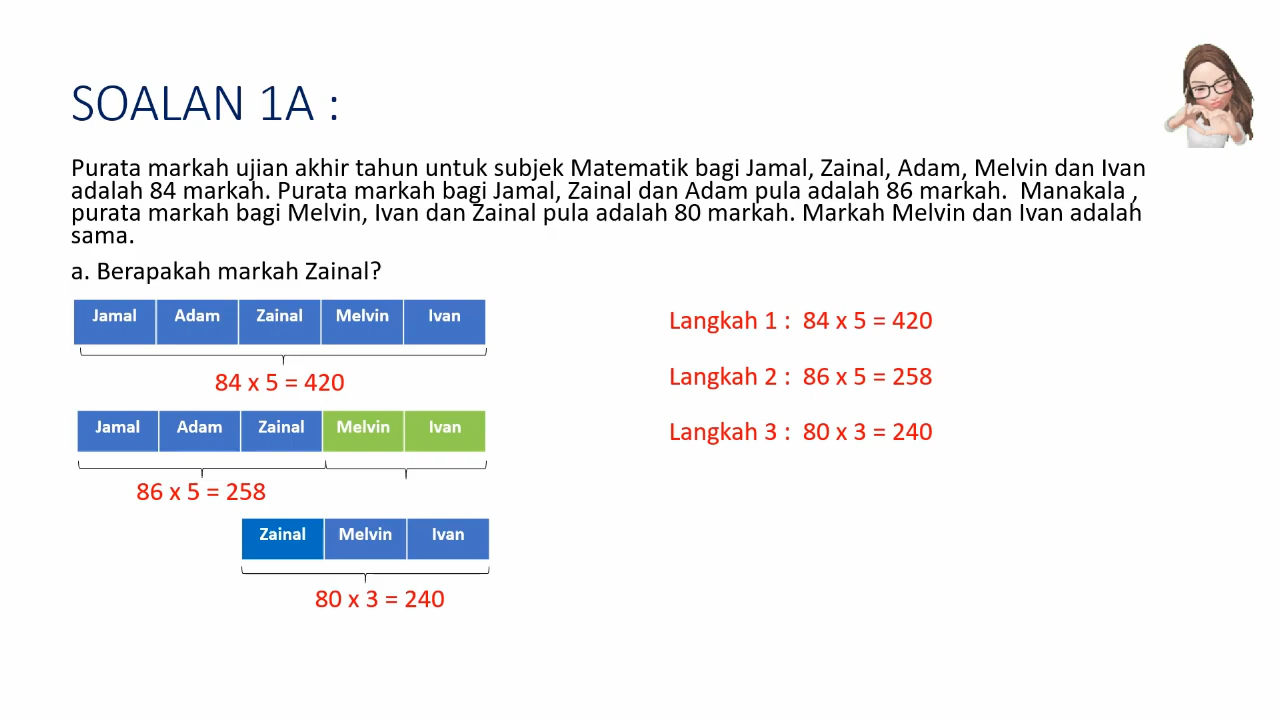 SOALAN 1A :
Purata markah ujian akhir tahun untuk subjek Matematik bagi Jamal, Zainal, Adam, Melvin dan Ivan
adalah 84 markah. Purata markah bagi Jamal, Zainal dan Adam pula adalah 86 markah.  Manakala ,
purata markah bagi Melvin, Ivan dan Zainal pula adalah 80 markah. Markah Melvin dan Ivan adalah
sama.
a. Berapakah markah Zainal?
Jamal Adam Zainal Melvin Ivan
84 x 5 = 420
Jamal Adam Zainal Melvin Ivan
86 x 5 = 258
Zainal Melvin Ivan
80 x 3 = 240
Langkah 1 :  84 x 5 = 420
Langkah 2 :  86 x 5 = 258
Langkah 3 :  80 x 3 = 240